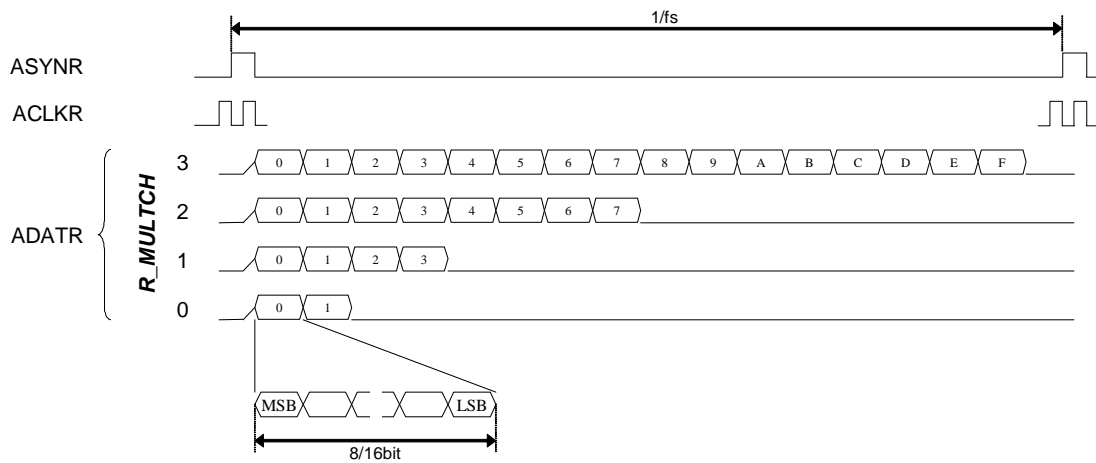 1/fs
ASYNR
ACLKR
ADATR
R_MULTCH
3
0 1 2 3 4 5 6 7 8 9 A B C D E F
2
0 1 2 3 4 5 6 7
1
0 1 2 3
0
0 1
MSB LSB
8/16bit